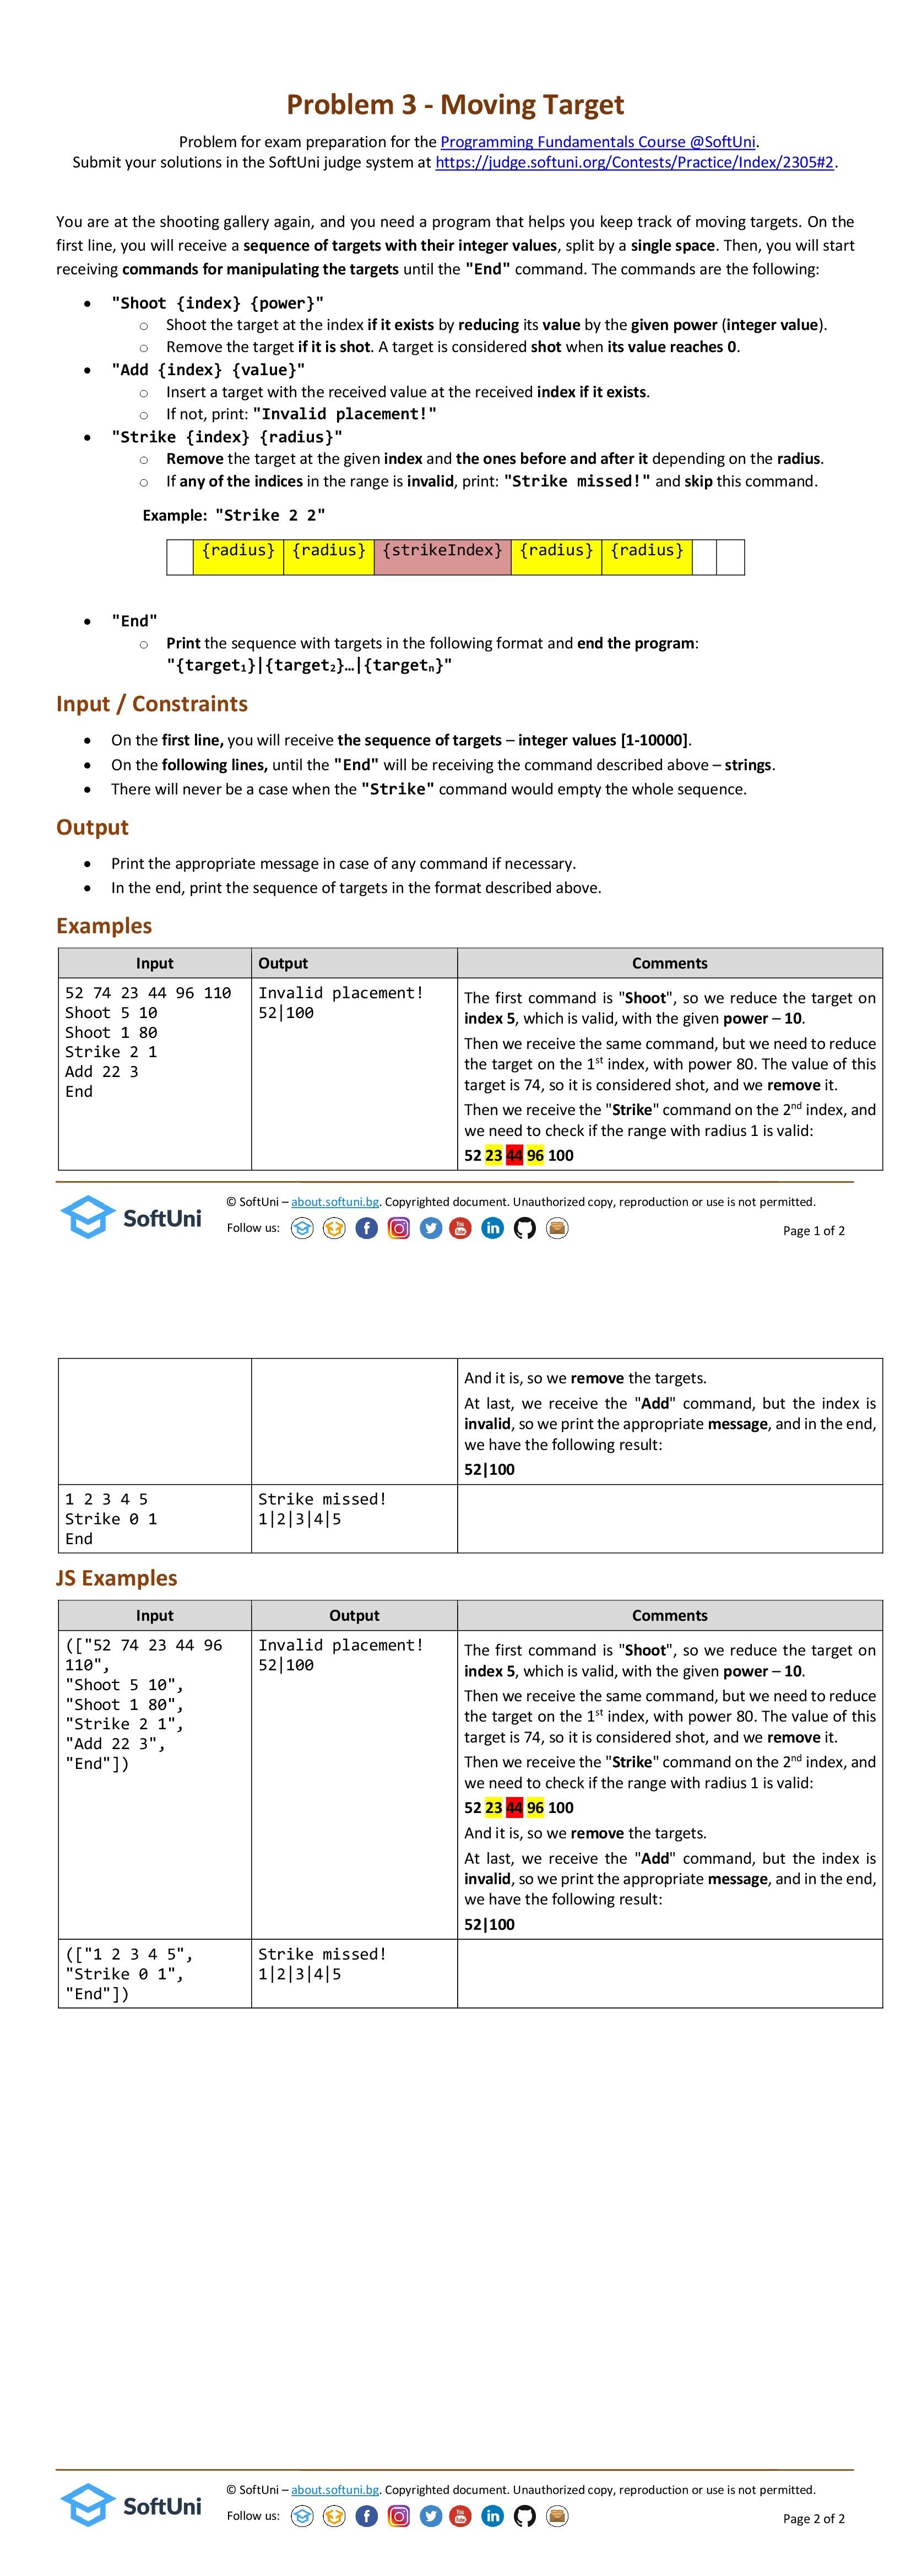 Problem 3 - Moving Target
Problem for exam preparation for the Programming Fundamentals Course @SoftUni.
Submit your solutions in the SoftUni judge system at https://judge.softuni.org/Contests/Practice/Index/2305#2.
You are at the shooting gallery again, and you need a program that helps you keep track of moving targets. On the
first line, you will receive a sequence of targets with their integer values, split by a single space. Then, you will start
receiving commands for manipulating the targets until the "End" command. The commands are the following:
• "Shoot {index} {power}"
○ Shoot the target at the index if it exists by reducing its value by the given power (integer value).
○ Remove the target if it is shot. A target is considered shot when its value reaches 0.
• "Add {index} {value}"
○ Insert a target with the received value at the received index if it exists.
○ If not, print: "Invalid placement!"
• "Strike {index} {radius}"
○ Remove the target at the given index and the ones before and after it depending on the radius.
○ If any of the indices in the range is invalid, print: "Strike missed!" and skip this command.
Example: "Strike 2 2"
{radius} {radius} {strikeIndex} {radius} {radius}
• "End"
○ Print the sequence with targets in the following format and end the program:
"{target₁}|{target₂}…|{targetₙ}"
Input / Constraints
• On the first line, you will receive the sequence of targets – integer values [1-10000].
• On the following lines, until the "End" will be receiving the command described above – strings.
• There will never be a case when the "Strike" command would empty the whole sequence.
Output
• Print the appropriate message in case of any command if necessary.
• In the end, print the sequence of targets in the format described above.
Examples
Input Output Comments
52 74 23 44 96 110
Shoot 5 10
Shoot 1 80
Strike 2 1
Add 22 3
End
Invalid placement!
52|100
The first command is "Shoot", so we reduce the target on
index 5, which is valid, with the given power – 10.
Then we receive the same command, but we need to reduce
the target on the 1st index, with power 80. The value of this
target is 74, so it is considered shot, and we remove it.
Then we receive the "Strike" command on the 2nd index, and
we need to check if the range with radius 1 is valid:
52 23 44 96 100
© SoftUni – about.softuni.bg. Copyrighted document. Unauthorized copy, reproduction or use is not permitted.
SoftUni
Follow us:
Page 1 of 2
And it is, so we remove the targets.
At last, we receive the "Add" command, but the index is
invalid, so we print the appropriate message, and in the end,
we have the following result:
52|100
1 2 3 4 5
Strike 0 1
End
Strike missed!
1|2|3|4|5
JS Examples
Input Output Comments
(["52 74 23 44 96
110",
"Shoot 5 10",
"Shoot 1 80",
"Strike 2 1",
"Add 22 3",
"End"])
Invalid placement!
52|100
The first command is "Shoot", so we reduce the target on
index 5, which is valid, with the given power – 10.
Then we receive the same command, but we need to reduce
the target on the 1st index, with power 80. The value of this
target is 74, so it is considered shot, and we remove it.
Then we receive the "Strike" command on the 2nd index, and
we need to check if the range with radius 1 is valid:
52 23 44 96 100
And it is, so we remove the targets.
At last, we receive the "Add" command, but the index is
invalid, so we print the appropriate message, and in the end,
we have the following result:
52|100
(["1 2 3 4 5",
"Strike 0 1",
"End"])
Strike missed!
1|2|3|4|5
© SoftUni – about.softuni.bg. Copyrighted document. Unauthorized copy, reproduction or use is not permitted.
SoftUni
Follow us:
Page 2 of 2